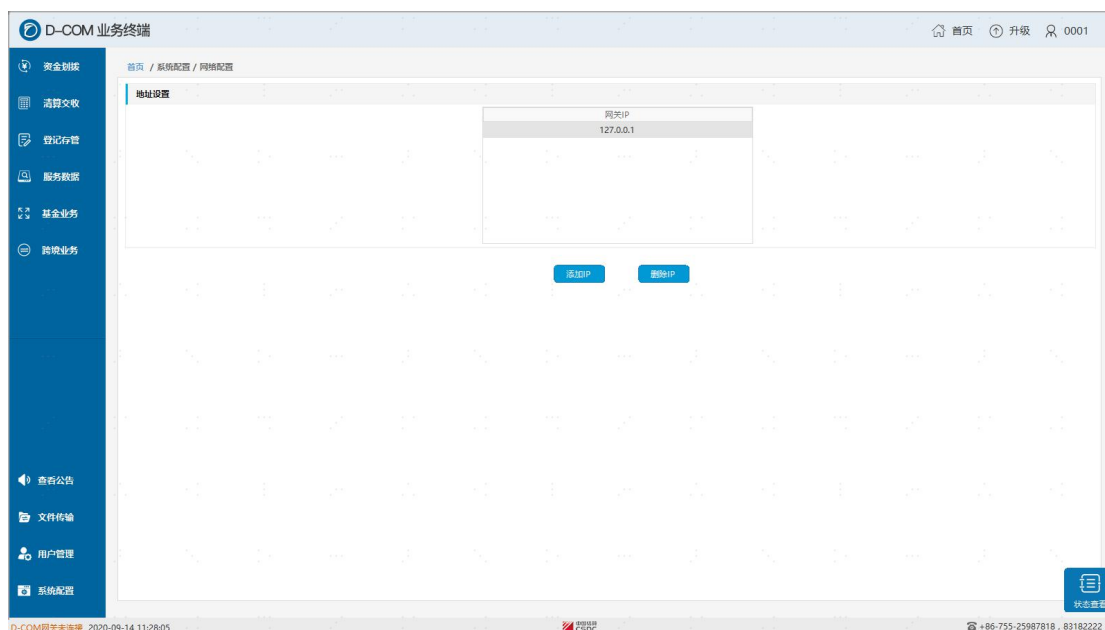 D-COM 业务终端
首页 升级 0001
资金划拨
首页 / 系统配置 / 网络配置
清算交收
地址设置
网关IP
127.0.0.1
登记存管
服务数据
基金业务
跨境业务
添加IP 删除IP
查看公告
文件传输
用户管理
系统配置
状态查看
D-COM网关未连接 2020-09-14 11:28:05
中国结算
CSDC
+86-755-25987818 , 83182222